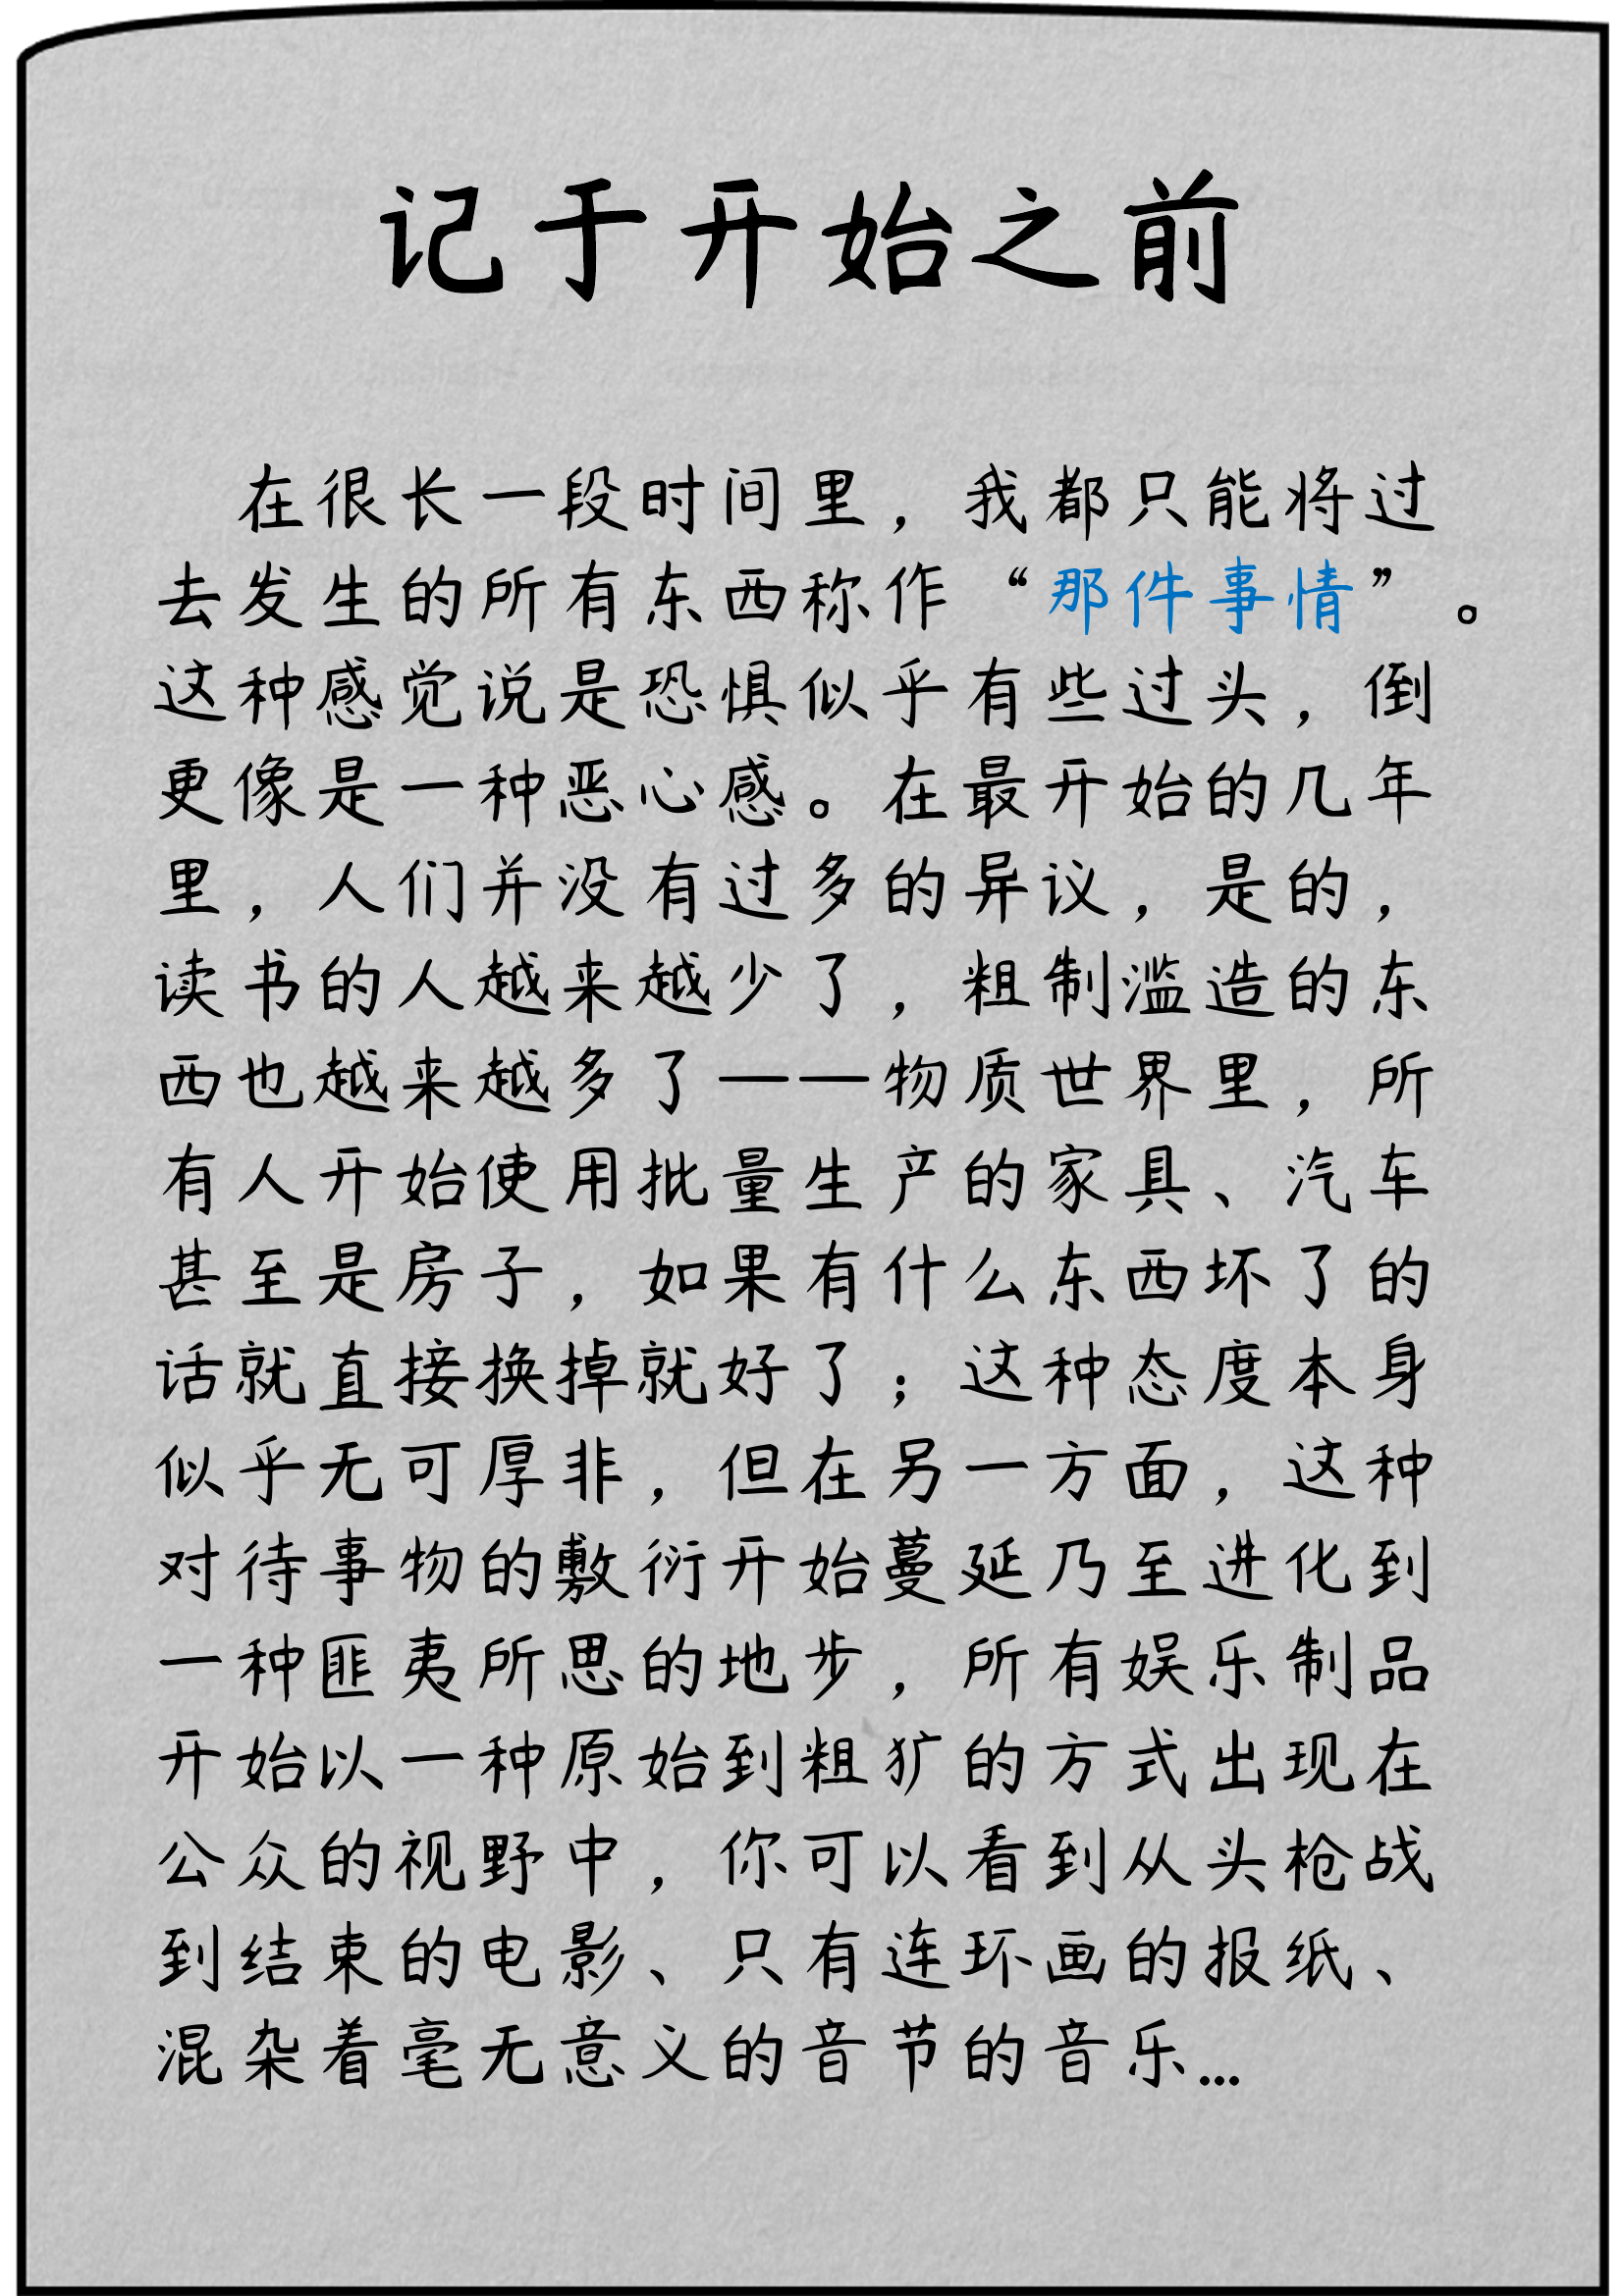 记于开始之前
在很长一段时间里，我都只能将过
去发生的所有东西称作“那件事情”。
这种感觉说是恐惧似乎有些过头，倒
更像是一种恶心感。在最开始的几年
里，人们并没有过多的异议，是的，
读书的人越来越少了，粗制滥造的东
西也越来越多了——物质世界里，所
有人开始使用批量生产的家具、汽车
甚至是房子，如果有什么东西坏了的
话就直接换掉就好了；这种态度本身
似乎无可厚非，但在另一方面，这种
对待事物的敷衍开始蔓延乃至进化到
一种匪夷所思的地步，所有娱乐制品
开始以一种原始到粗犷的方式出现在
公众的视野中，你可以看到从头枪战
到结束的电影、只有连环画的报纸、
混杂着毫无意义的音节的音乐…